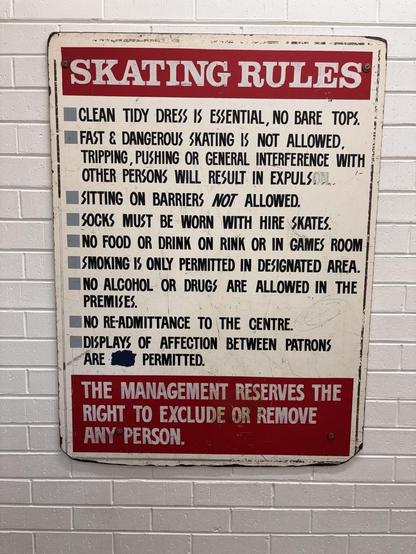 SKATING RULES
CLEAN TIDY DRESS IS ESSENTIAL, NO BARE TOPS.
FAST & DANGEROUS SKATING IS NOT ALLOWED,
TRIPPING, PUSHING OR GENERAL INTERFERENCE WITH
OTHER PERSONS WILL RESULT IN
SITTING ON BARRIERS NOT ALLOWED.
SOCKS MUST BE WORN WITH HIRE SKATES.
NO FOOD OR DRINK ON RINK OR IN GAMES ROOM
SMOKING IS ONLY PERMITTED IN DESIGNATED AREA.
NO ALCOHOL OR DRUGS ARE ALLOWED IN THE
PREMISES.
NO RE-ADMITTANCE TO THE CENTRE.
DISPLAYS OF AFFECTION BETWEEN PATRONS
ARE PERMITTED.
THE MANAGEMENT RESERVES THE
RIGHT TO EXCLUDE OR REMOVE
ANY PERSON.